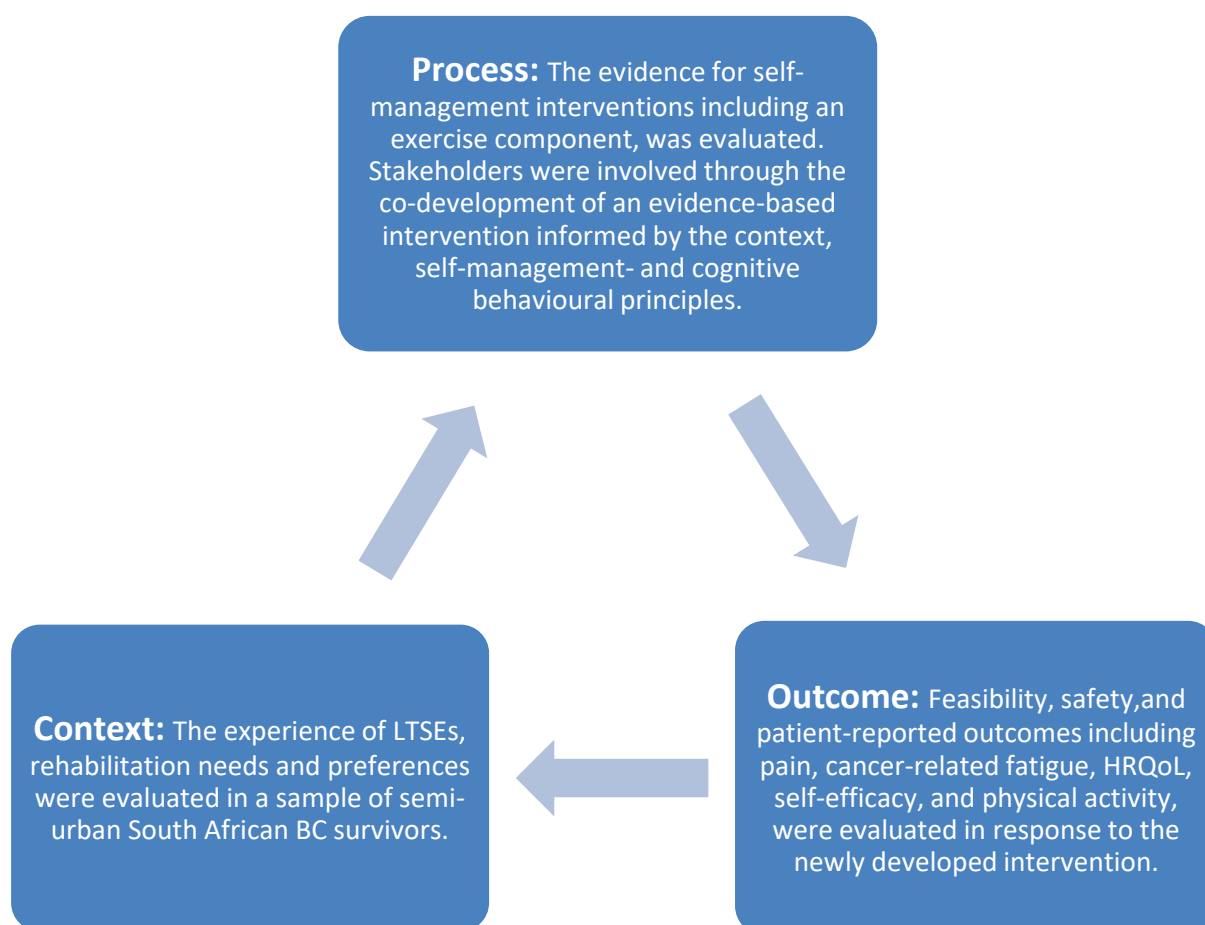 Process: The evidence for self-
management interventions including an
exercise component, was evaluated.
Stakeholders were involved through the
co-development of an evidence-based
intervention informed by the context,
self-management- and cognitive
behavioural principles.
Context: The experience of LTSEs,
rehabilitation needs and preferences
were evaluated in a sample of semi-
urban South African BC survivors.
Outcome: Feasibility, safety,and
patient-reported outcomes including
pain, cancer-related fatigue, HRQoL,
self-efficacy, and physical activity,
were evaluated in response to the
newly developed intervention.